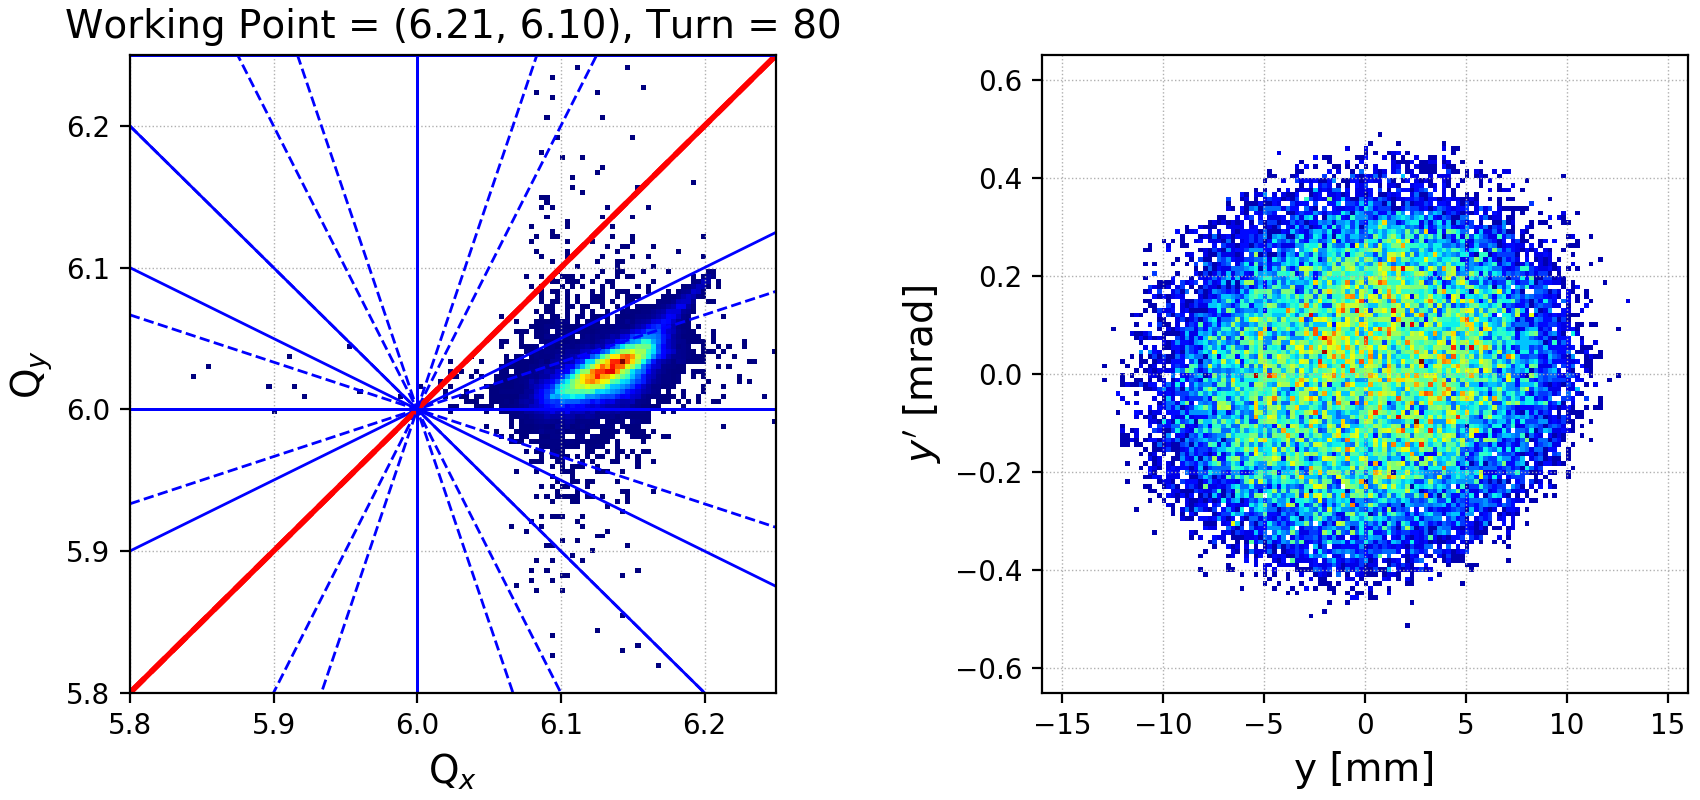 Working Point = (6.21, 6.10), Turn = 80
6.2
6.1
6.0
5.9
5.8
Q_y
5.8 5.9 6.0 6.1 6.2
Q_x
0.6
0.4
0.2
0.0
−0.2
−0.4
−0.6
y′ [mrad]
−15 −10 −5 0 5 10 15
y [mm]